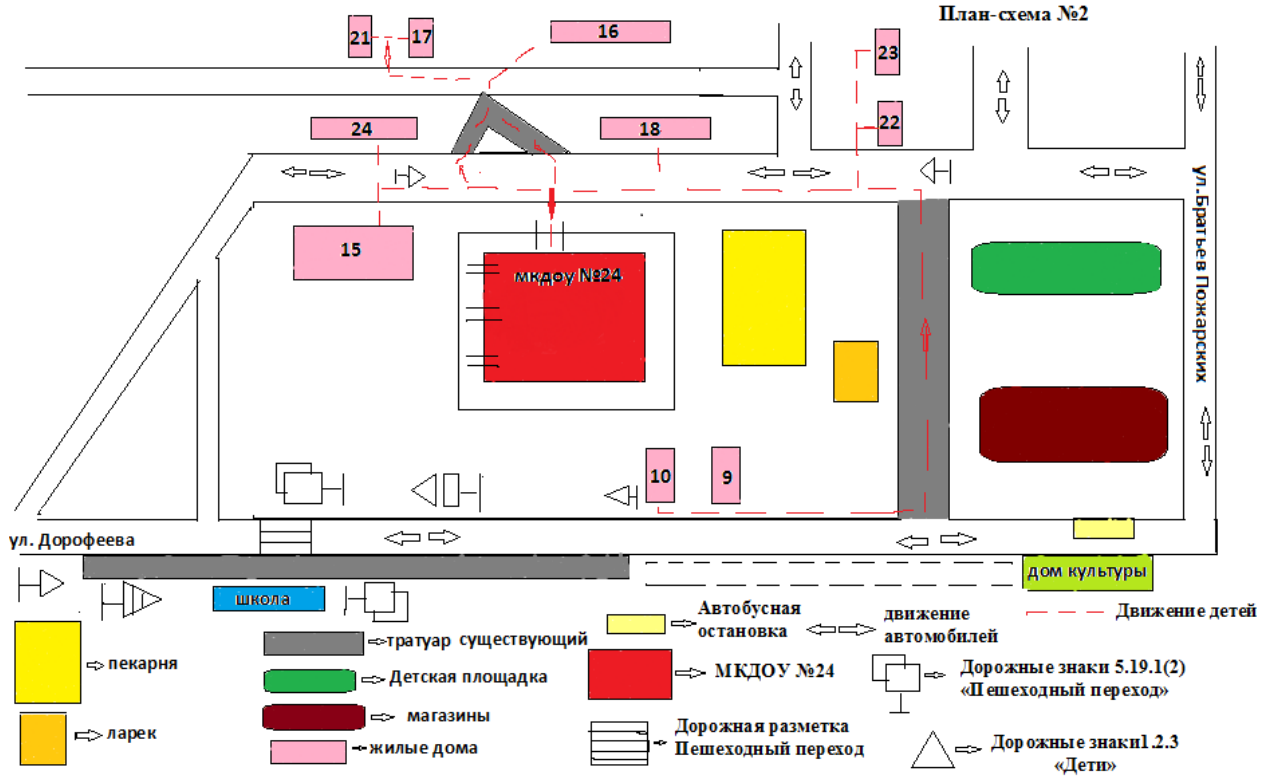 План-схема №2
21
17
16
23
22
24
18
15
мкдоу №24
ул.Братьев Пожарских
10
9
ул. Дорофеева
школа
дом культуры
пекарня
ларек
тратуар существующий
Детская площадка
магазины
жилые дома
Автобусная
остановка
МКДОУ №24
Дорожная разметка
Пешеходный переход
движение
автомобилей
Движение детей
Дорожные знаки 5.19.1(2)
«Пешеходный переход»
Дорожные знаки1.2.3
«Дети»